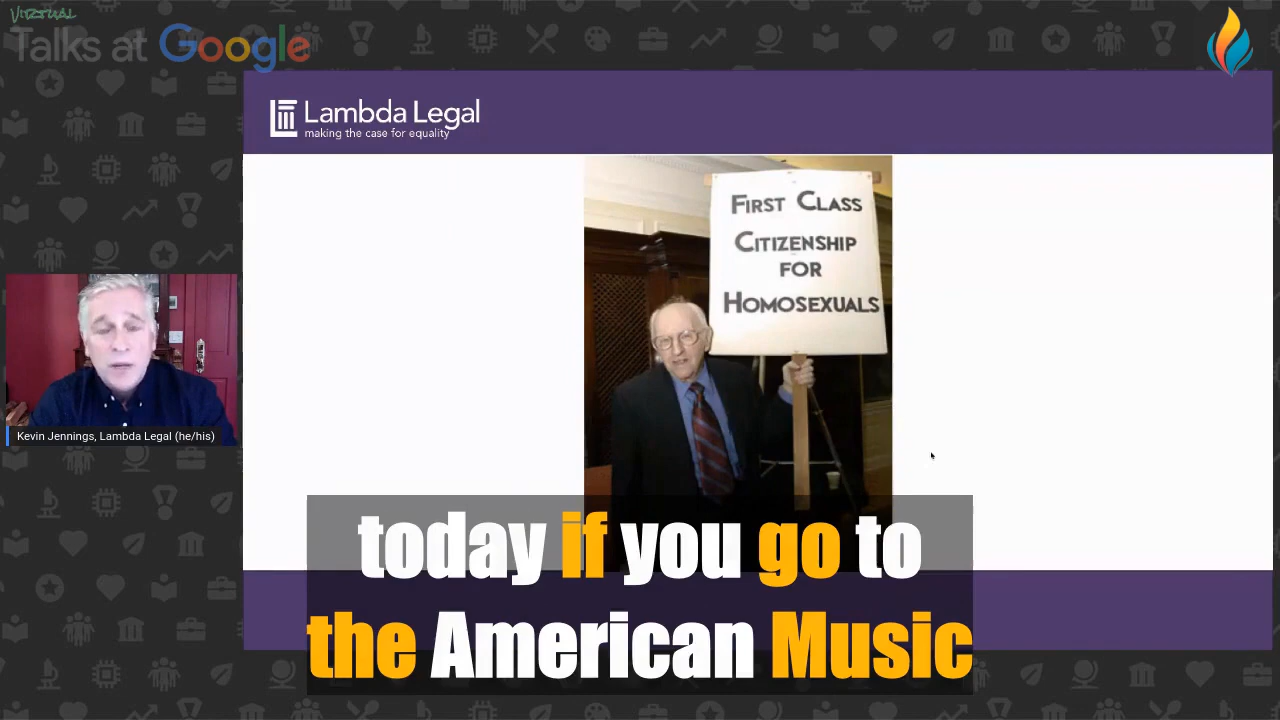 VIRTUAL
Talks at Google
Lambda Legal
making the case for equality
FIRST CLASS
CITIZENSHIP
FOR
HOMOSEXUALS
Kevin Jennings, Lambda Legal (he/his)
today if you go to
the American Music